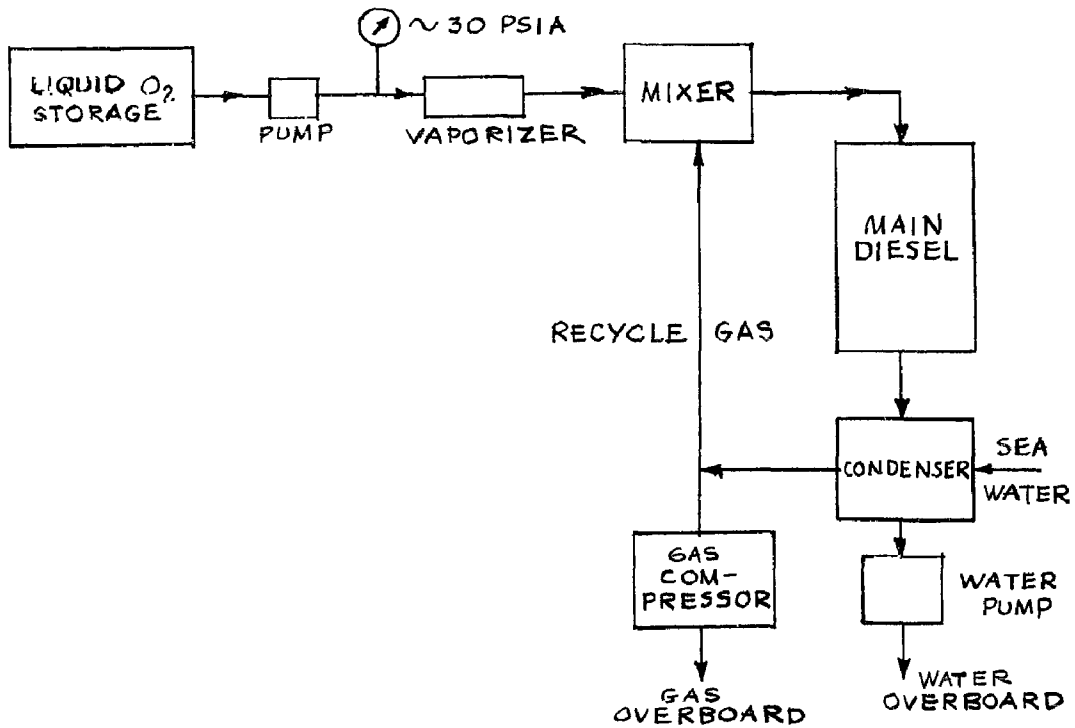 ~30 PSIA
LIQUID O2
STORAGE
PUMP
VAPORIZER
MIXER
MAIN
DIESEL
RECYCLE GAS
CONDENSER
SEA
WATER
GAS
COM-
PRESSOR
WATER
PUMP
GAS
OVERBOARD
WATER
OVERBOARD